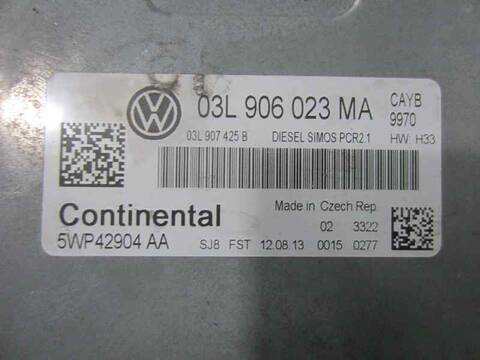 03L 906 023 MA CAYB
9970
03L 907 425 B DIESEL SIMOS PCR2.1 HW: H33
Continental Made in Czech Rep.
5WP42904 AA 02 3322
SJ8 FST 12.08.13 0015 0277